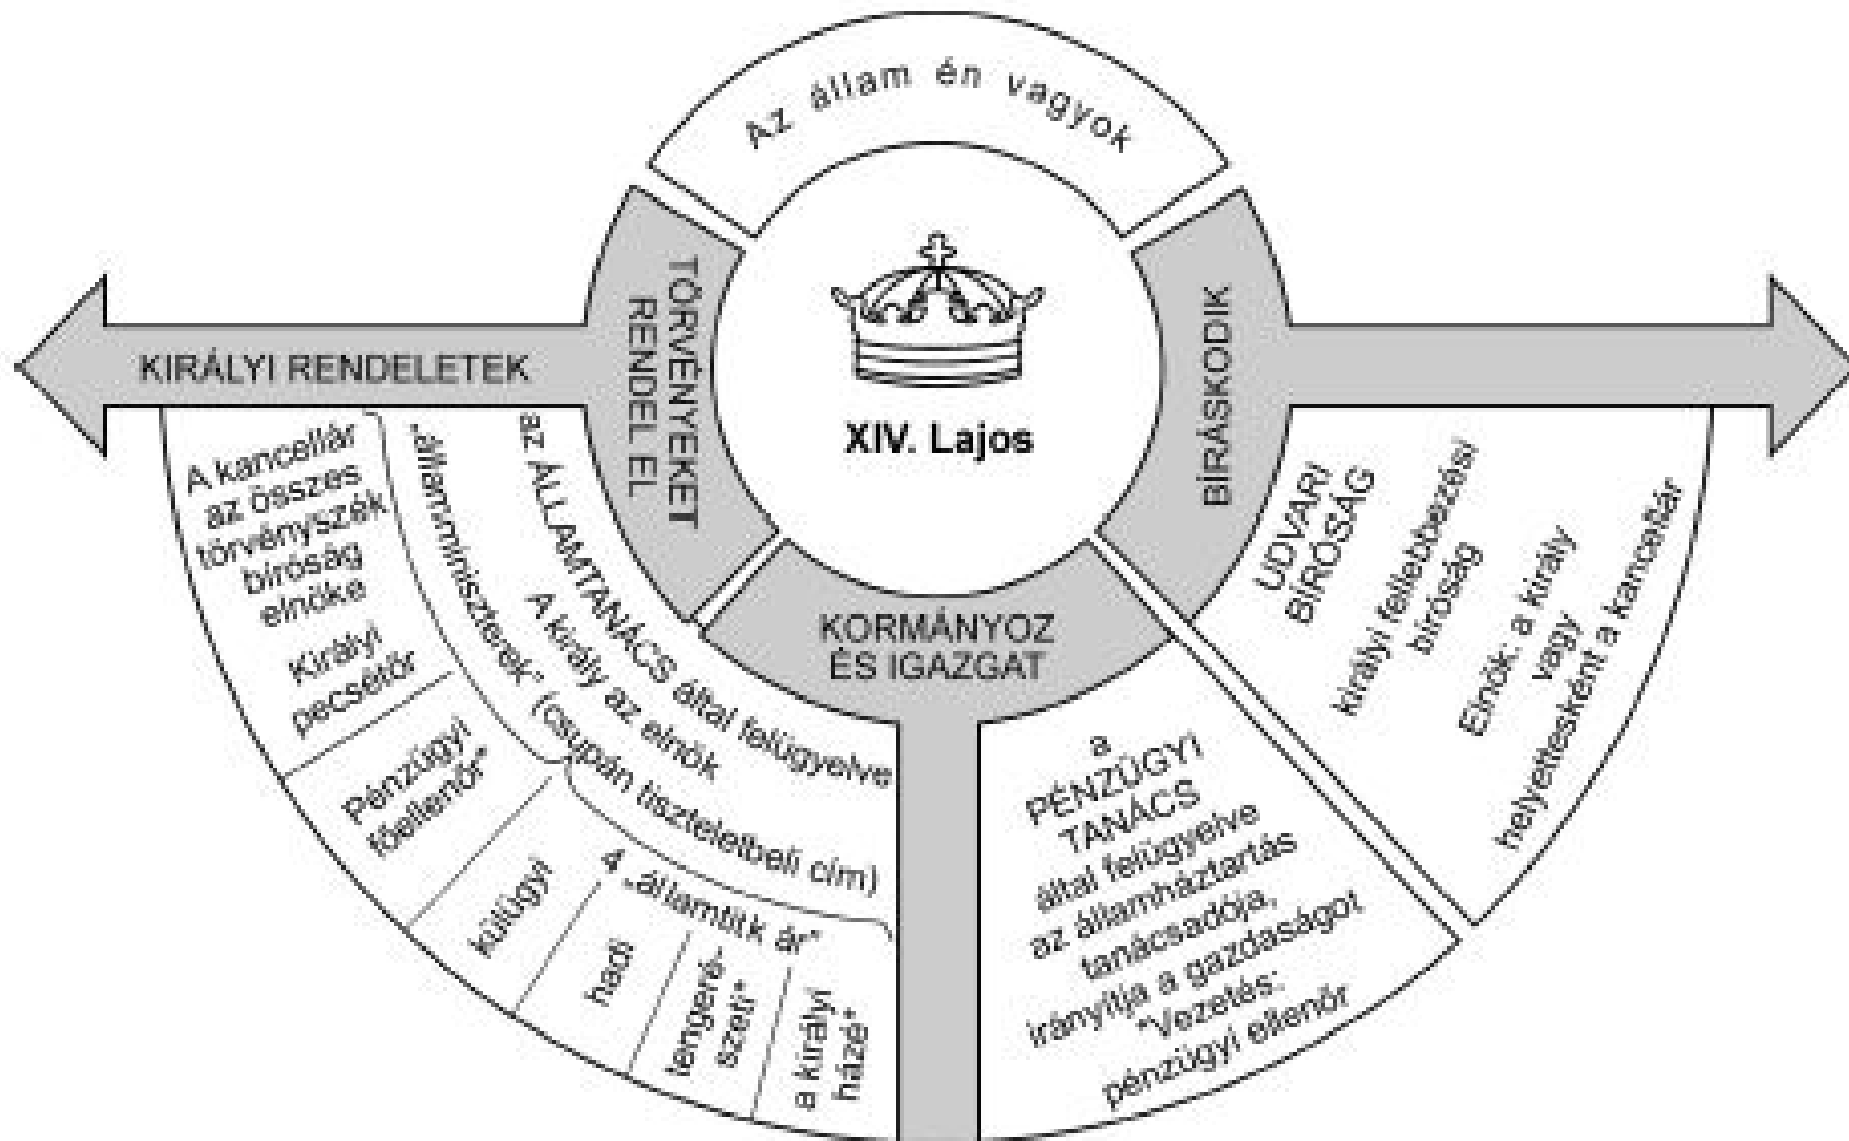 Az állam én vagyok
XIV. Lajos
TÖRVÉNYEKET
RENDEL EL
BÍRÁSKODIK
KORMÁNYOZ
ÉS IGAZGAT
KIRÁLYI RENDELETEK
A kancellár
az összes
törvényszék
bíróság
elnöke
Királyi
pecsétőr
Pénzügyi
főellenőr*
az ÁLLAMTANÁCS által felügyelve
A király az elnök
"államminiszterek" (csupán tiszteletbeli cím)
4 „államtitk ár"
külügyi
hadi
tengeré-
szeti*
a királyi
házé*
a
PÉNZÜGYI
TANÁCS
által felügyelve
az államháztartás
tanácsadója,
irányítja a gazdaságot
*Vezetés:
pénzügyi ellenőr
UDVARI
BÍRÓSÁG
királyi fellebbezési
bíróság
Elnök: a király
vagy
helyettesként a kancellár